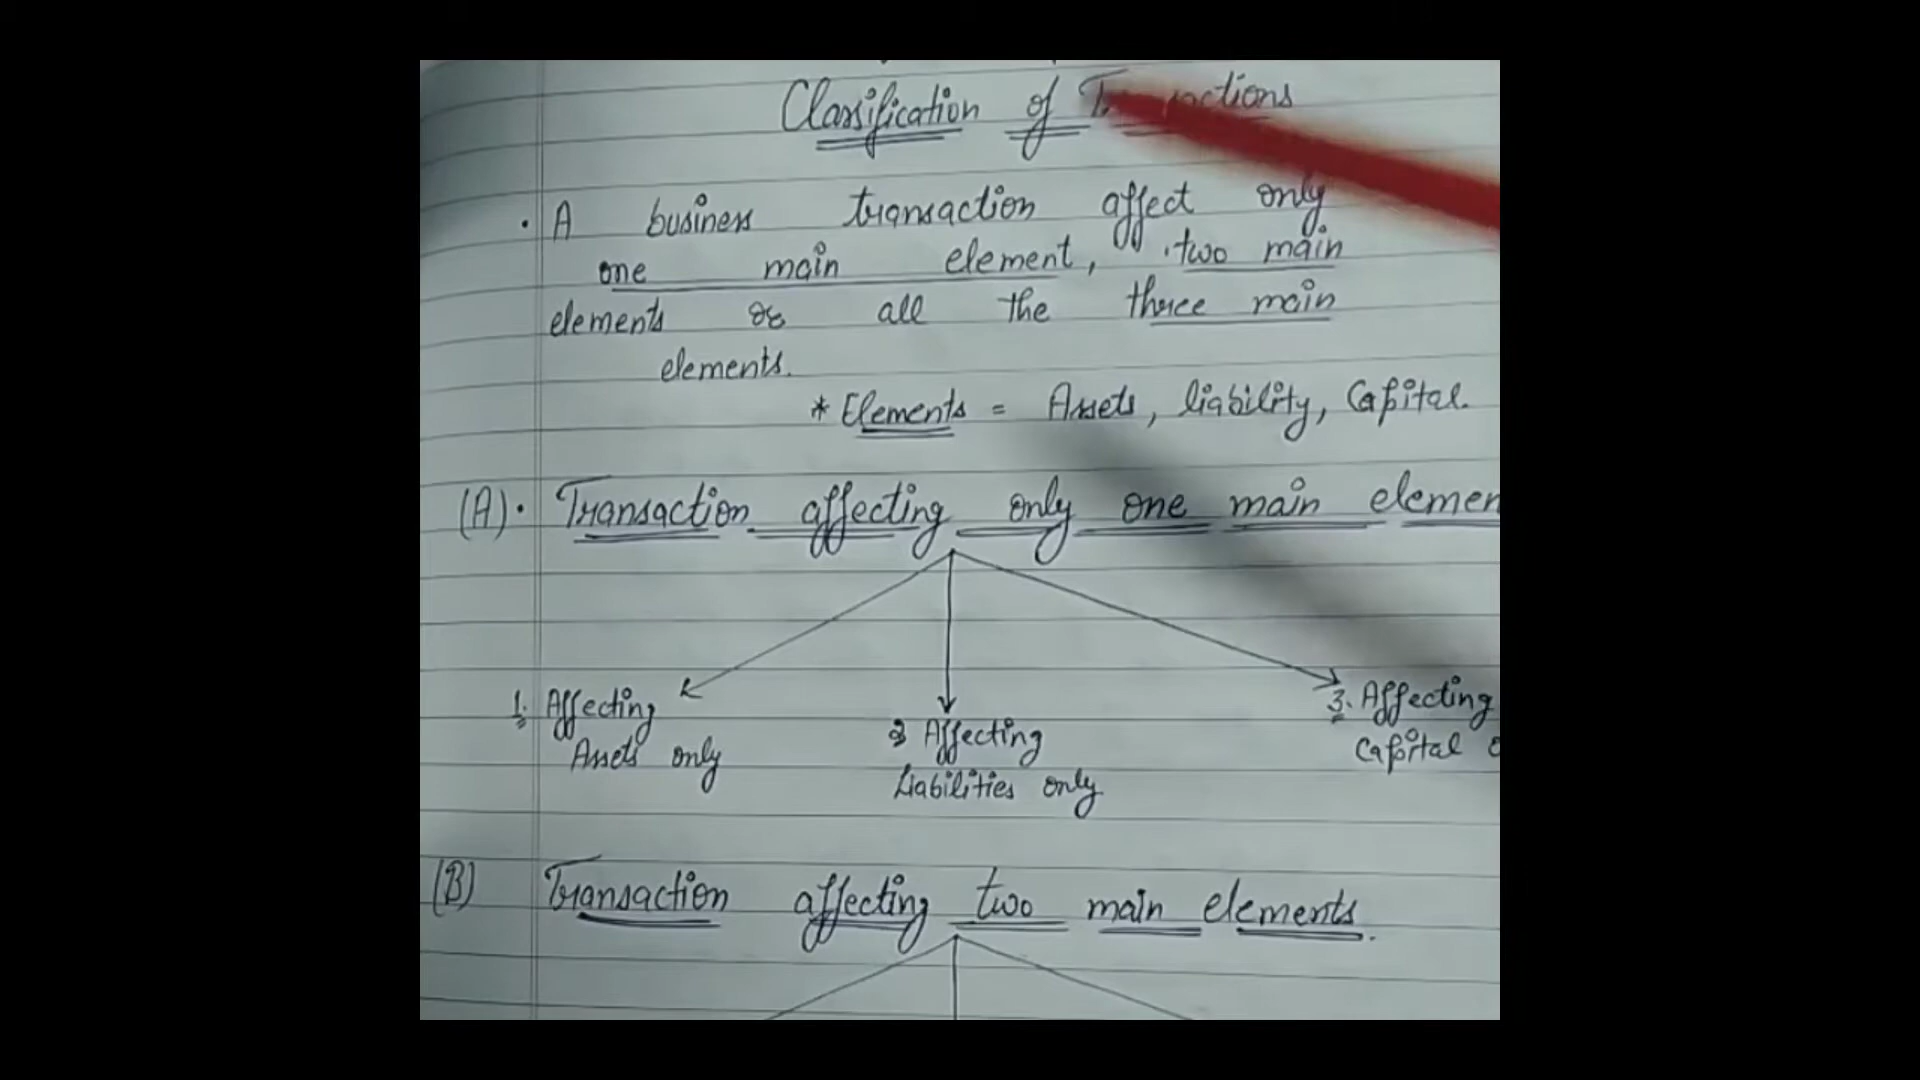 Classification of Transactions
• A business transaction affect only
one main element, two main
elements or all the three main
elements.
* Elements = Assets, liability, Capital.
(A). Transaction affecting only one main elemen
1. Affecting
Assets only
2 Affecting
Liabilities only
3. Affecting
Capital o
(B) Transaction affecting two main elements.